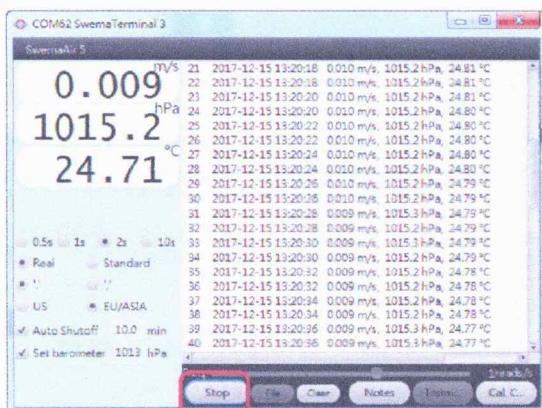 COM62 SwemaTerminal 3
SwemaAir 5
0.009 m/s
1015.2 hPa
24.71 °C
21 2017-12-15 13:20:18 0.010 m/s, 1015.2 hPa, 24.81 °C
22 2017-12-15 13:20:18 0.010 m/s, 1015.2 hPa, 24.81 °C
23 2017-12-15 13:20:20 0.010 m/s, 1015.2 hPa, 24.81 °C
24 2017-12-15 13:20:20 0.010 m/s, 1015.2 hPa, 24.80 °C
25 2017-12-15 13:20:22 0.010 m/s, 1015.2 hPa, 24.80 °C
26 2017-12-15 13:20:22 0.010 m/s, 1015.2 hPa, 24.80 °C
27 2017-12-15 13:20:24 0.010 m/s, 1015.2 hPa, 24.80 °C
28 2017-12-15 13:20:24 0.010 m/s, 1015.2 hPa, 24.80 °C
29 2017-12-15 13:20:26 0.010 m/s, 1015.2 hPa, 24.79 °C
30 2017-12-15 13:20:26 0.010 m/s, 1015.2 hPa, 24.79 °C
31 2017-12-15 13:20:28 0.009 m/s, 1015.3 hPa, 24.79 °C
32 2017-12-15 13:20:28 0.009 m/s, 1015.2 hPa, 24.79 °C
33 2017-12-15 13:20:30 0.009 m/s, 1015.3 hPa, 24.79 °C
34 2017-12-15 13:20:30 0.009 m/s, 1015.3 hPa, 24.79 °C
35 2017-12-15 13:20:32 0.009 m/s, 1015.2 hPa, 24.78 °C
36 2017-12-15 13:20:32 0.009 m/s, 1015.2 hPa, 24.78 °C
37 2017-12-15 13:20:34 0.009 m/s, 1015.2 hPa, 24.78 °C
38 2017-12-15 13:20:34 0.009 m/s, 1015.2 hPa, 24.78 °C
39 2017-12-15 13:20:36 0.009 m/s, 1015.3 hPa, 24.77 °C
40 2017-12-15 13:20:36 0.009 m/s, 1015.3 hPa, 24.77 °C
0.5s 1s 2s 10s
Real Standard
US EU/ASIA
Auto Shutoff 10.0 min
Set barometer 1013 hPa
Stop File Clear Notes Cal. C...